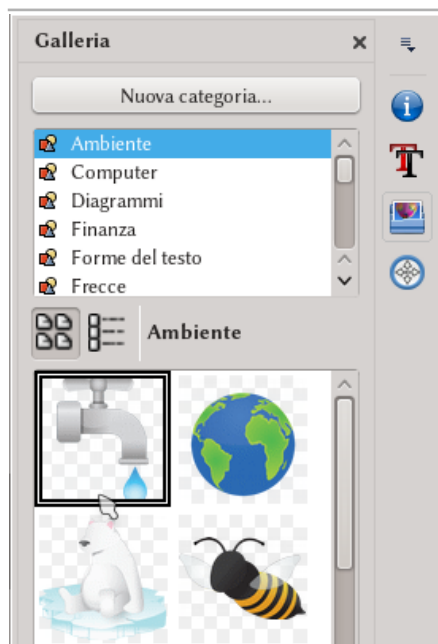 Galleria
Nuova categoria...
Ambiente
Computer
Diagrammi
Finanza
Forme del testo
Frecce
Ambiente